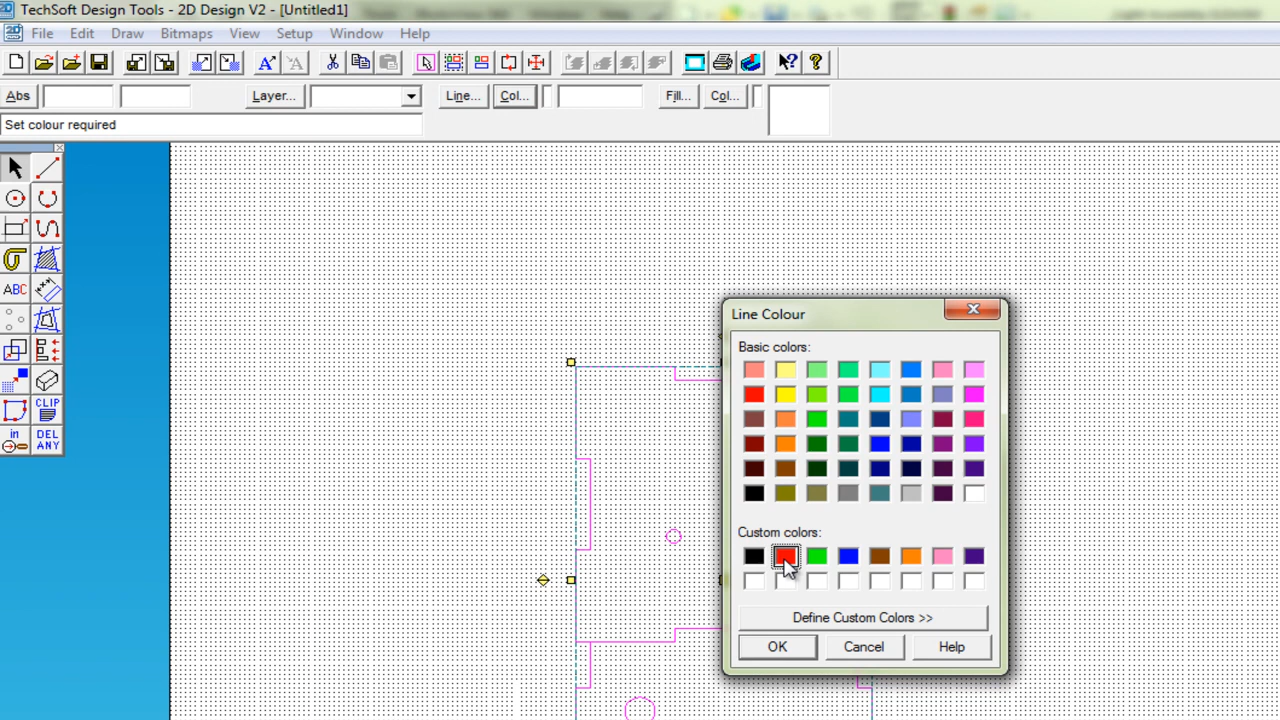 TechSoft Design Tools - 2D Design V2 - [Untitled1]
File Edit Draw Bitmaps View Setup Window Help
Abs Layer... Line... Col... Fill... Col...
Set colour required
ABC
CLIP
in DEL
ANY
Line Colour
Basic colors:
Custom colors:
Define Custom Colors >>
OK Cancel Help